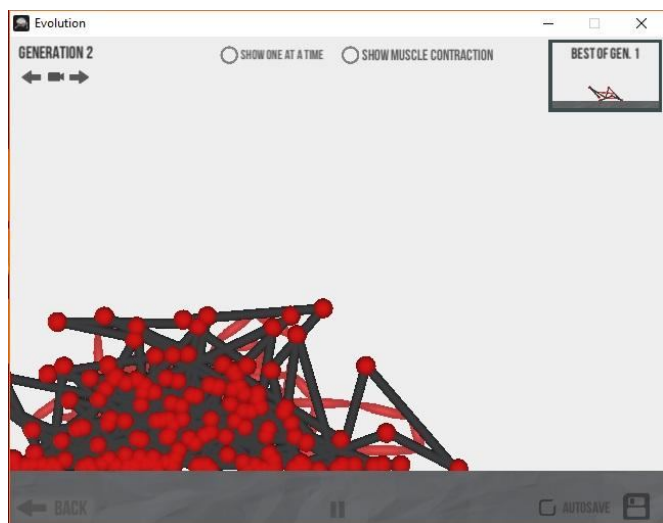 Evolution
GENERATION 2
SHOW ONE AT A TIME
SHOW MUSCLE CONTRACTION
BEST OF GEN. 1
BACK
AUTOSAVE